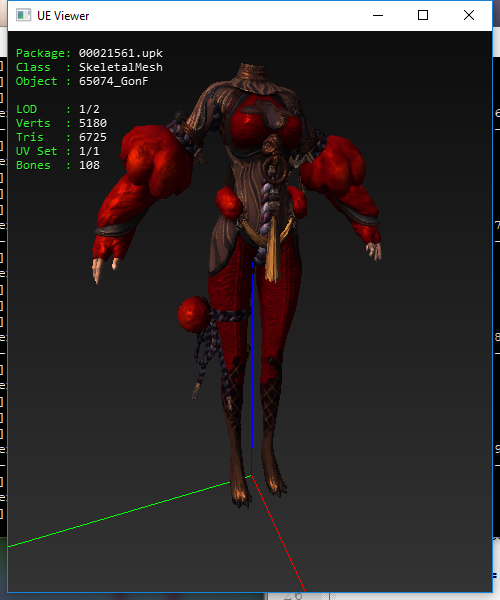 UE Viewer
Package: 00021561.upk
Class : SkeletalMesh
Object : 65074_GonF
LOD : 1/2
Verts : 5180
Tris : 6725
UV Set : 1/1
Bones : 108